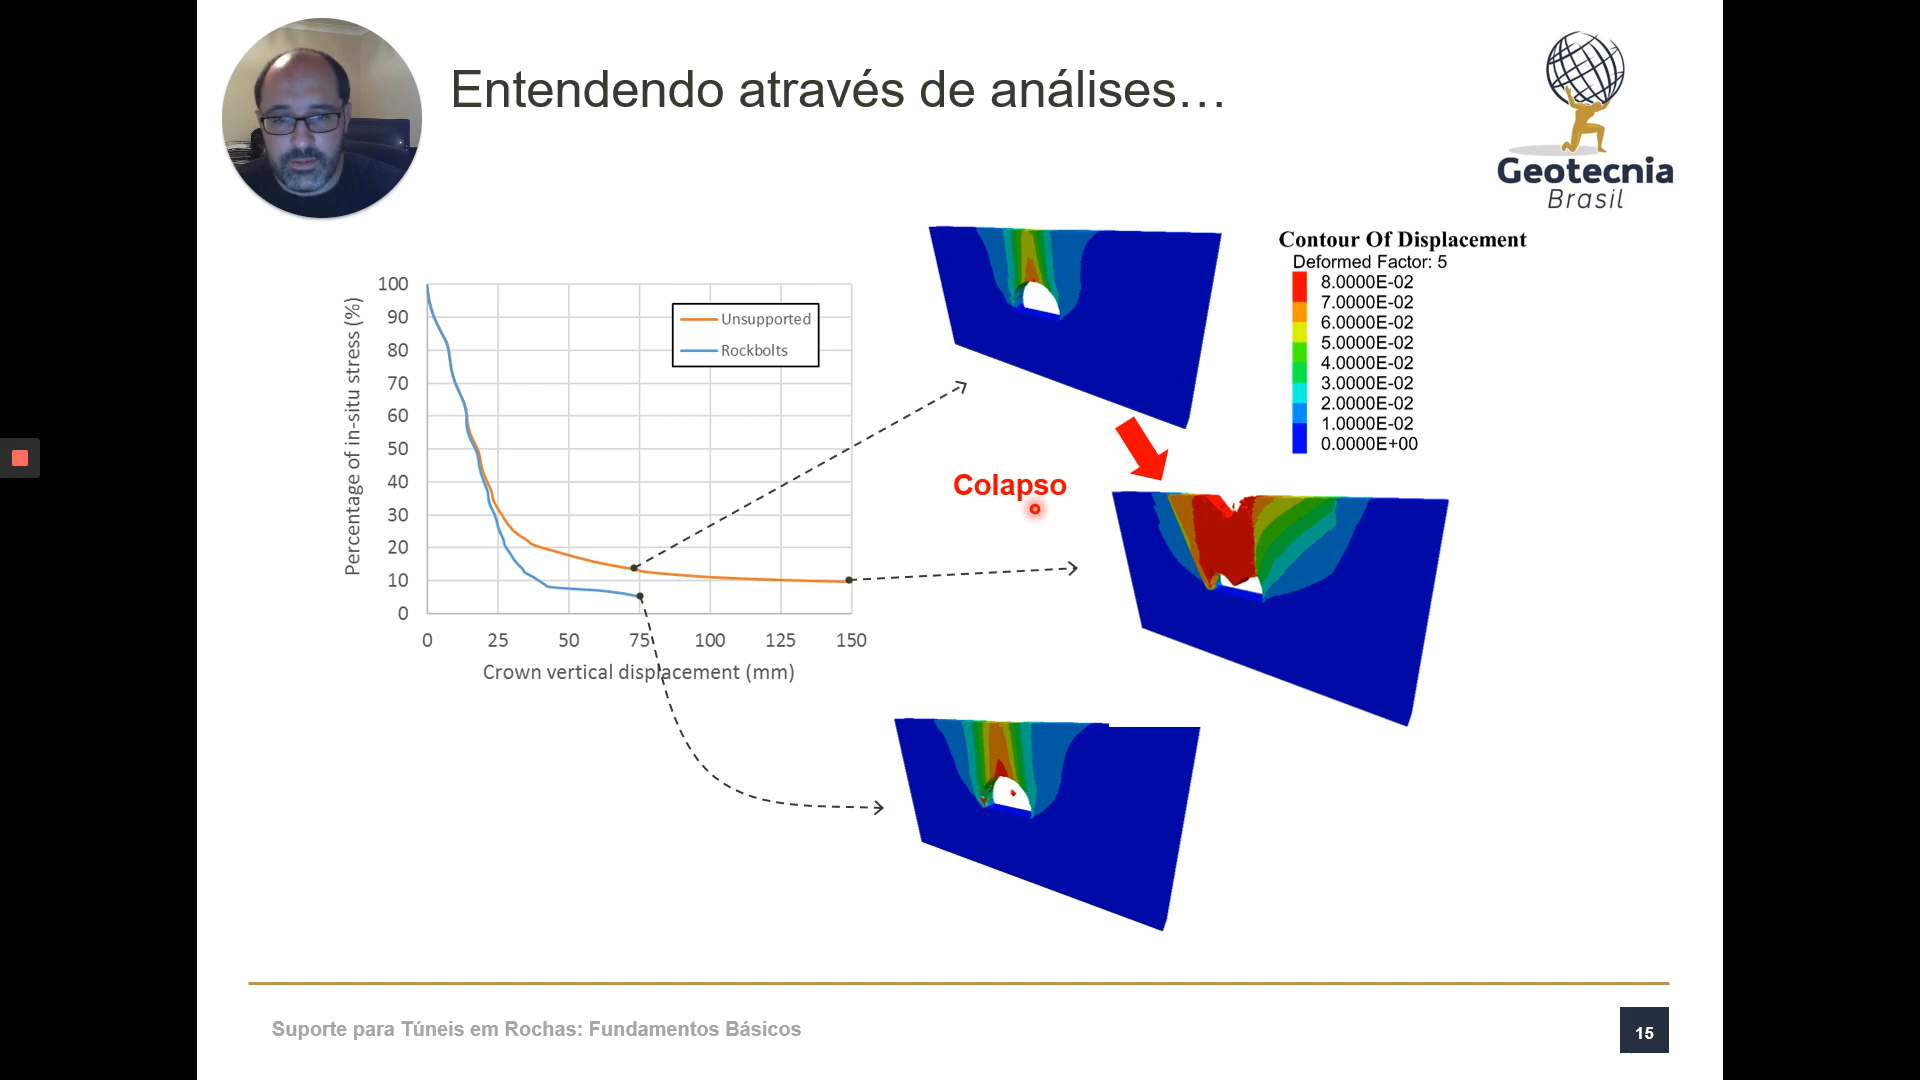 Entendendo através de análises…
Geotecnia
Brasil
Contour Of Displacement
Deformed Factor: 5
8.0000E-02
7.0000E-02
6.0000E-02
5.0000E-02
4.0000E-02
3.0000E-02
2.0000E-02
1.0000E-02
0.0000E+00
Percentage of in-situ stress (%)
100
90
80
70
60
50
40
30
20
10
0
Unsupported
Rockbolts
0 25 50 75 100 125 150
Crown vertical displacement (mm)
Colapso
Suporte para Túneis em Rochas: Fundamentos Básicos
15